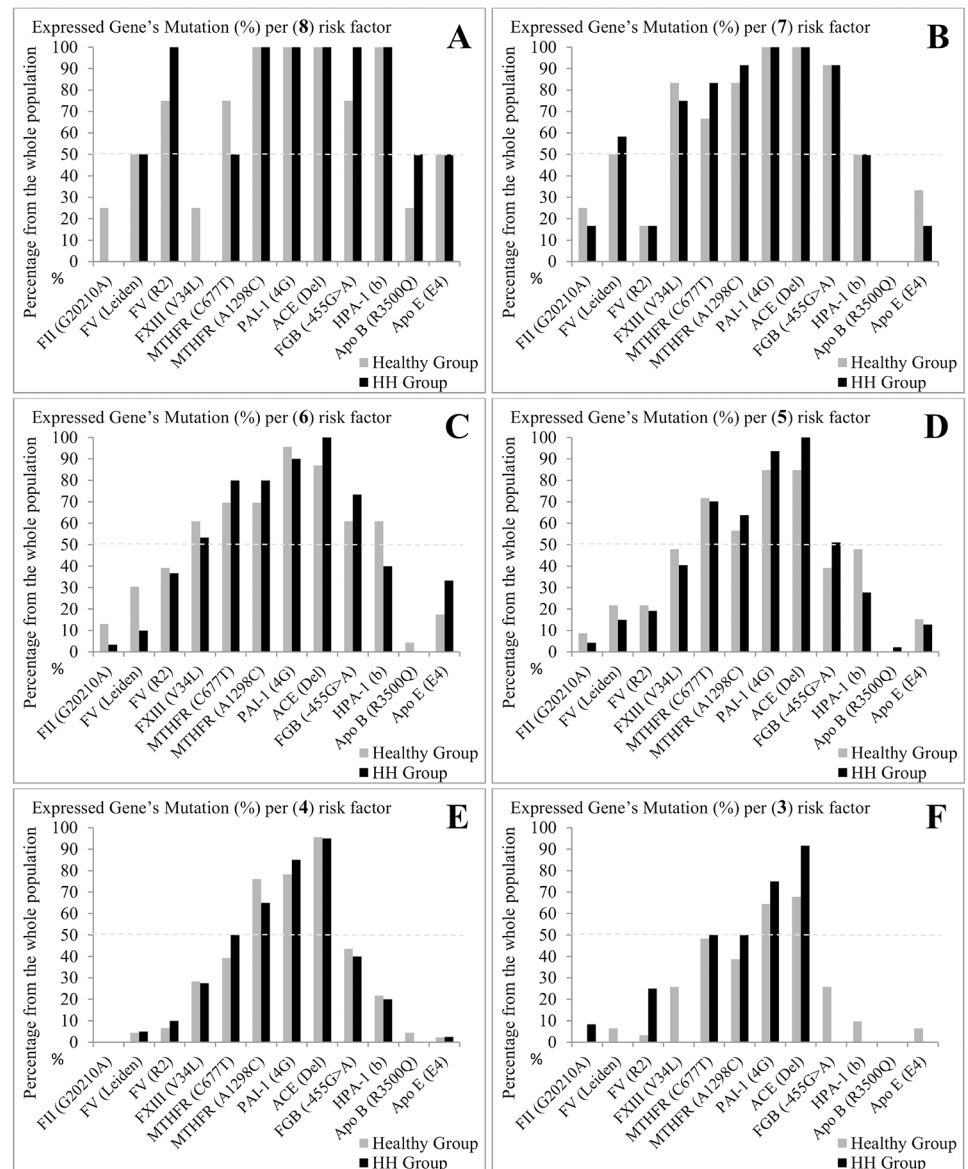 Expressed Gene's Mutation (%) per (8) risk factor
A
Percentage from the whole population
100
90
80
70
60
50
40
30
20
10
0
%
FII (G20210A)
FV (Leiden)
FV (R2)
FXIII (V34L)
MTHFR (C677T)
MTHFR (A1298C)
PAI-1 (4G)
ACE (Del)
FGB (-455G>A)
HPA-1 (b)
Apo B (R3500Q)
Apo E (E4)
Healthy Group
HH Group
Expressed Gene's Mutation (%) per (7) risk factor
B
Percentage from the whole population
100
90
80
70
60
50
40
30
20
10
0
%
FII (G20210A)
FV (Leiden)
FV (R2)
FXIII (V34L)
MTHFR (C677T)
MTHFR (A1298C)
PAI-1 (4G)
ACE (Del)
FGB (-455G>A)
HPA-1 (b)
Apo B (R3500Q)
Apo E (E4)
Healthy Group
HH Group
Expressed Gene's Mutation (%) per (6) risk factor
C
Percentage from the whole population
100
90
80
70
60
50
40
30
20
10
0
%
FII (G20210A)
FV (Leiden)
FV (R2)
FXIII (V34L)
MTHFR (C677T)
MTHFR (A1298C)
PAI-1 (4G)
ACE (Del)
FGB (-455G>A)
HPA-1 (b)
Apo B (R3500Q)
Apo E (E4)
Healthy Group
HH Group
Expressed Gene's Mutation (%) per (5) risk factor
D
Percentage from the whole population
100
90
80
70
60
50
40
30
20
10
0
%
FII (G20210A)
FV (Leiden)
FV (R2)
FXIII (V34L)
MTHFR (C677T)
MTHFR (A1298C)
PAI-1 (4G)
ACE (Del)
FGB (-455G>A)
HPA-1 (b)
Apo B (R3500Q)
Apo E (E4)
Healthy Group
HH Group
Expressed Gene's Mutation (%) per (4) risk factor
E
Percentage from the whole population
100
90
80
70
60
50
40
30
20
10
0
%
FII (G20210A)
FV (Leiden)
FV (R2)
FXIII (V34L)
MTHFR (C677T)
MTHFR (A1298C)
PAI-1 (4G)
ACE (Del)
FGB (-455G>A)
HPA-1 (b)
Apo B (R3500Q)
Apo E (E4)
Healthy Group
HH Group
Expressed Gene's Mutation (%) per (3) risk factor
F
Percentage from the whole population
100
90
80
70
60
50
40
30
20
10
0
%
FII (G20210A)
FV (Leiden)
FV (R2)
FXIII (V34L)
MTHFR (C677T)
MTHFR (A1298C)
PAI-1 (4G)
ACE (Del)
FGB (-455G>A)
HPA-1 (b)
Apo B (R3500Q)
Apo E (E4)
Healthy Group
HH Group